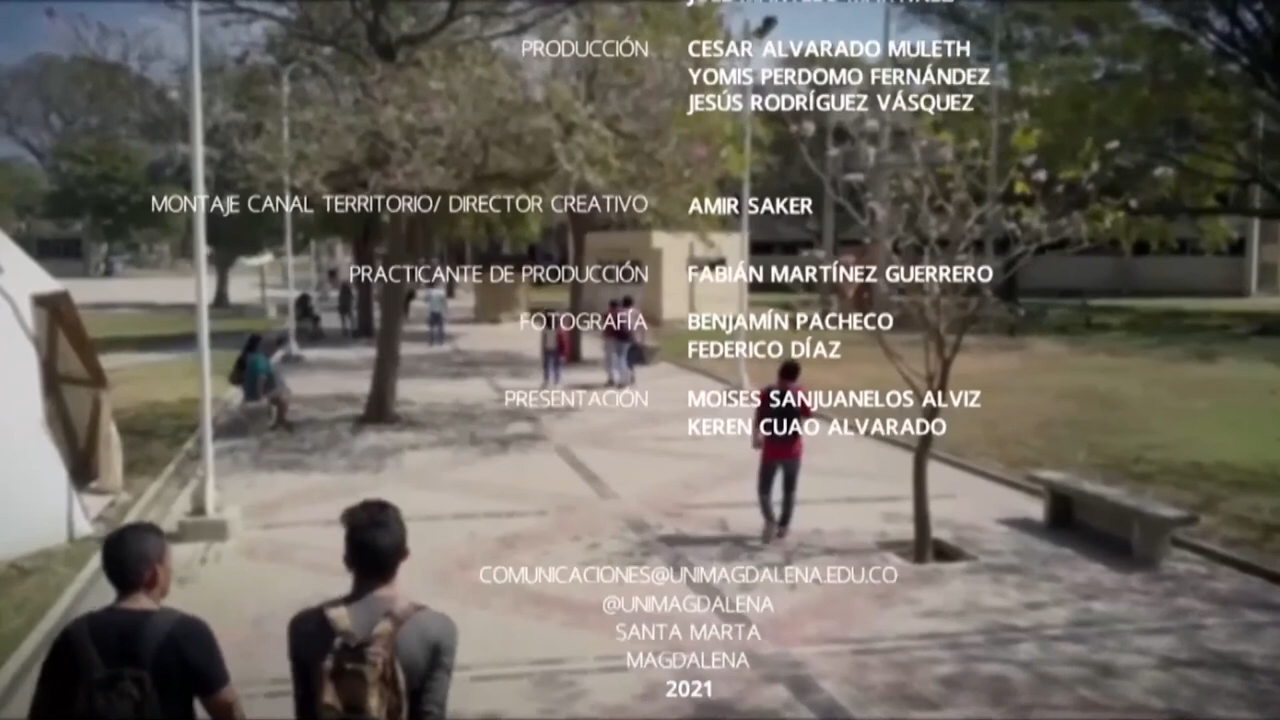 PRODUCCIÓN CESAR ALVARADO MULETH
YOMIS PERDOMO FERNÁNDEZ
JESÚS RODRÍGUEZ VÁSQUEZ
MONTAJE CANAL TERRITORIO/ DIRECTOR CREATIVO AMIR SAKER
PRACTICANTE DE PRODUCCIÓN FABIÁN MARTÍNEZ GUERRERO
FOTOGRAFÍA BENJAMÍN PACHECO
FEDERICO DÍAZ
PRESENTACIÓN MOISES SANJUANELOS ALVIZ
KEREN CUAO ALVARADO
COMUNICACIONES@UNIMAGDALENA.EDU.CO
@UNIMAGDALENA
SANTA MARTA
MAGDALENA
2021